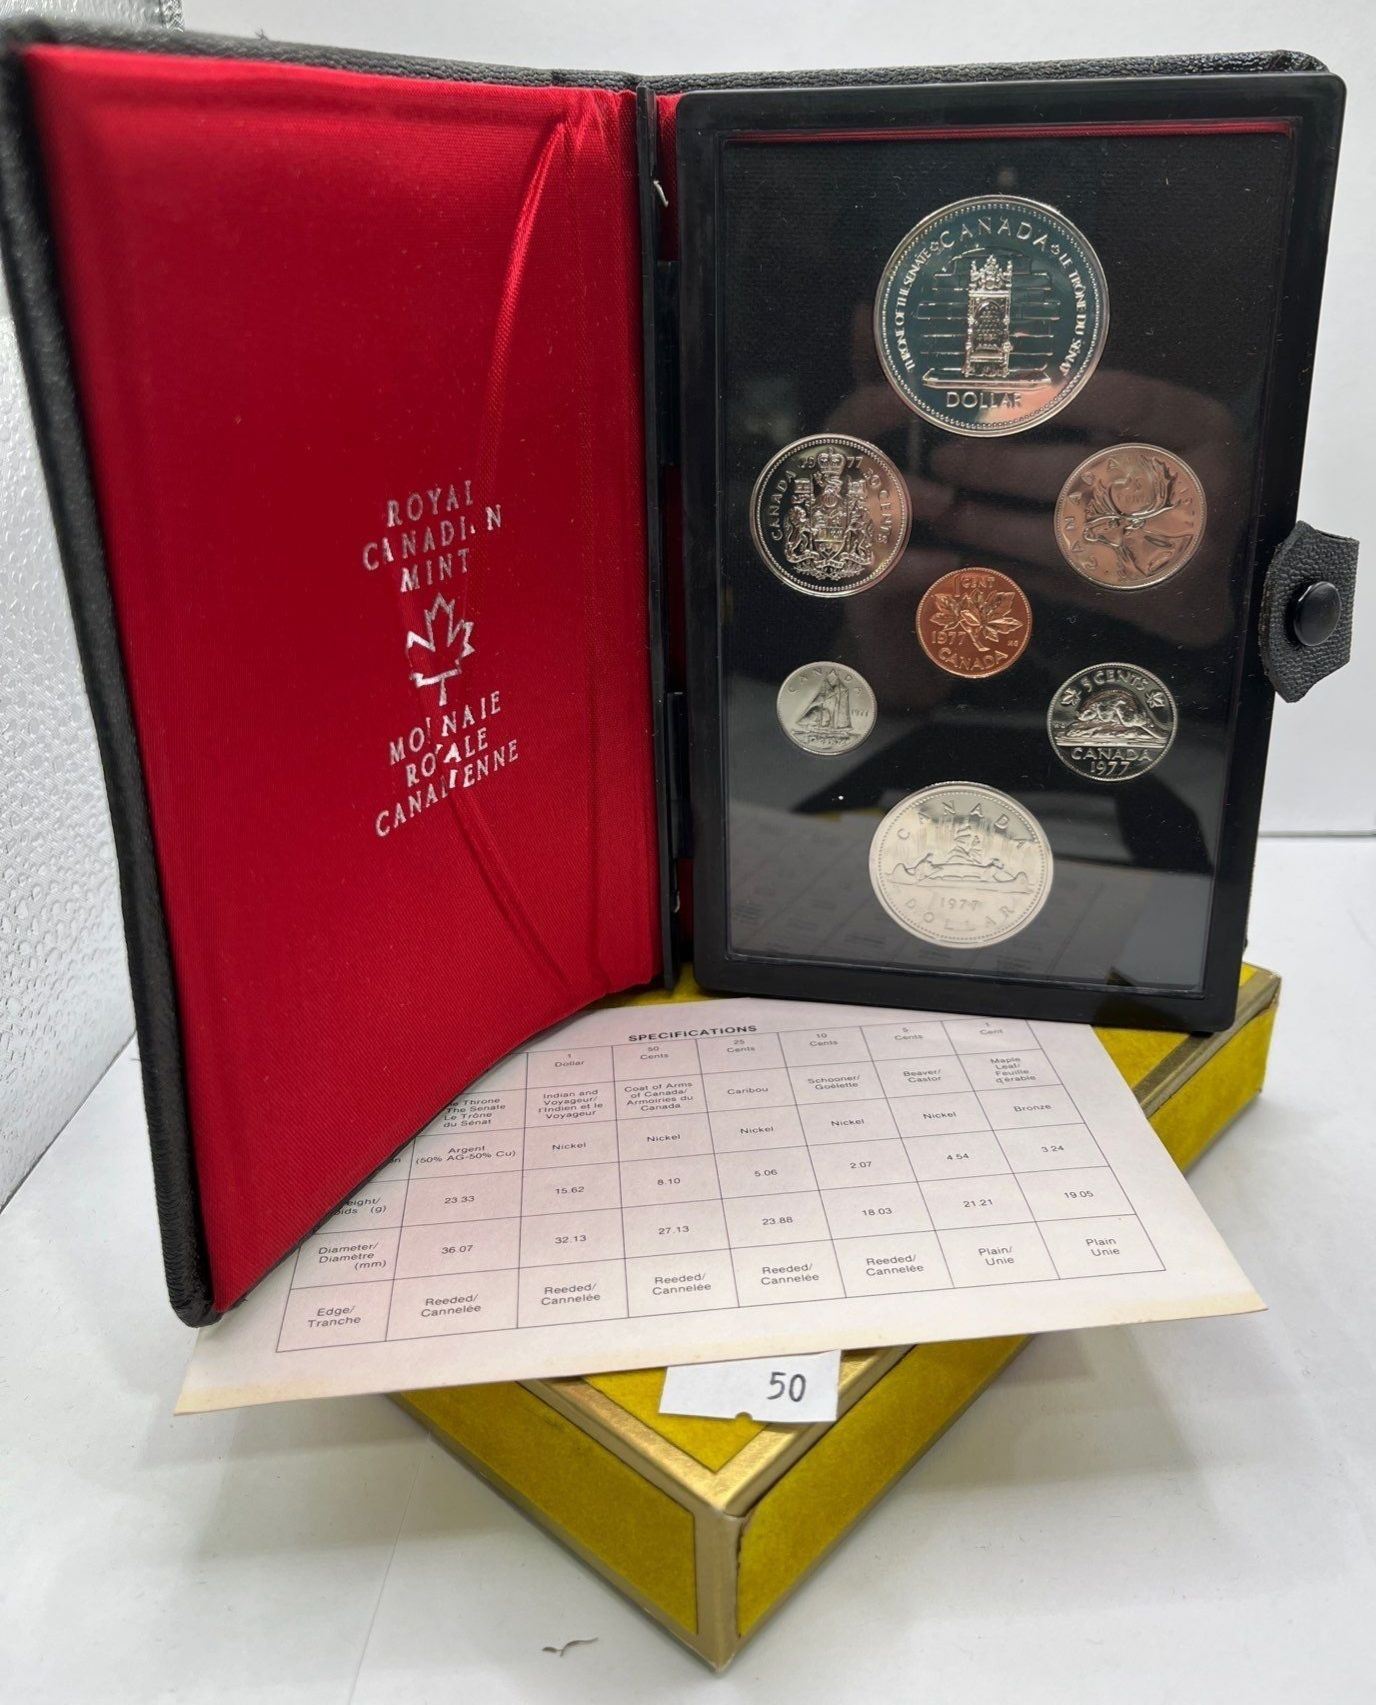 ROYAL
CANADIAN
MINT
MONNAIE
ROYALE
CANADIENNE
THRONE OF THE SENATE CANADA LE TRÔNE DU SENAT
DOLLAR
1977
CANADA 50 CENTS
CANADA 1977
1 CENT
1977
CANADA
CANADA
1977
5 CENTS
CANADA
1977
CANADA
1977
DOLLAR
SPECIFICATIONS
1 Dollar 50 Cents 25 Cents 10 Cents 5 Cents 1 Cent
Throne The Senate Le Trône du Sénat Indian and Voyageur/ l'Indien et le Voyageur Coat of Arms of Canada/ Armoiries du Canada Caribou Schooner/ Goélette Beaver/ Castor Maple Leaf/ Feuille d'érable
Argent (50% AG-50% Cu) Nickel Nickel Nickel Nickel Nickel Bronze
(g) 23.33 15.62 8.10 5.06 2.07 4.54 3.24
Diameter/ Diamètre (mm) 36.07 32.13 27.13 23.88 18.03 21.21 19.05
Edge/ Tranche Reeded/ Cannelée Reeded/ Cannelée Reeded/ Cannelée Reeded/ Cannelée Reeded/ Cannelée Plain/ Unie Plain Unie
50